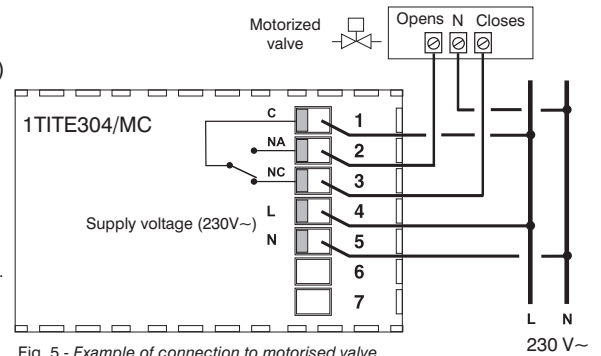 Motorized
valve
Opens N Closes
)
1TITE304/MC
C
1
NA
2
NC
3
Supply voltage (230V~)
L
4
N
5
6
7
.
L N
230 V~
Fig. 5 - Example of connection to motorised valve